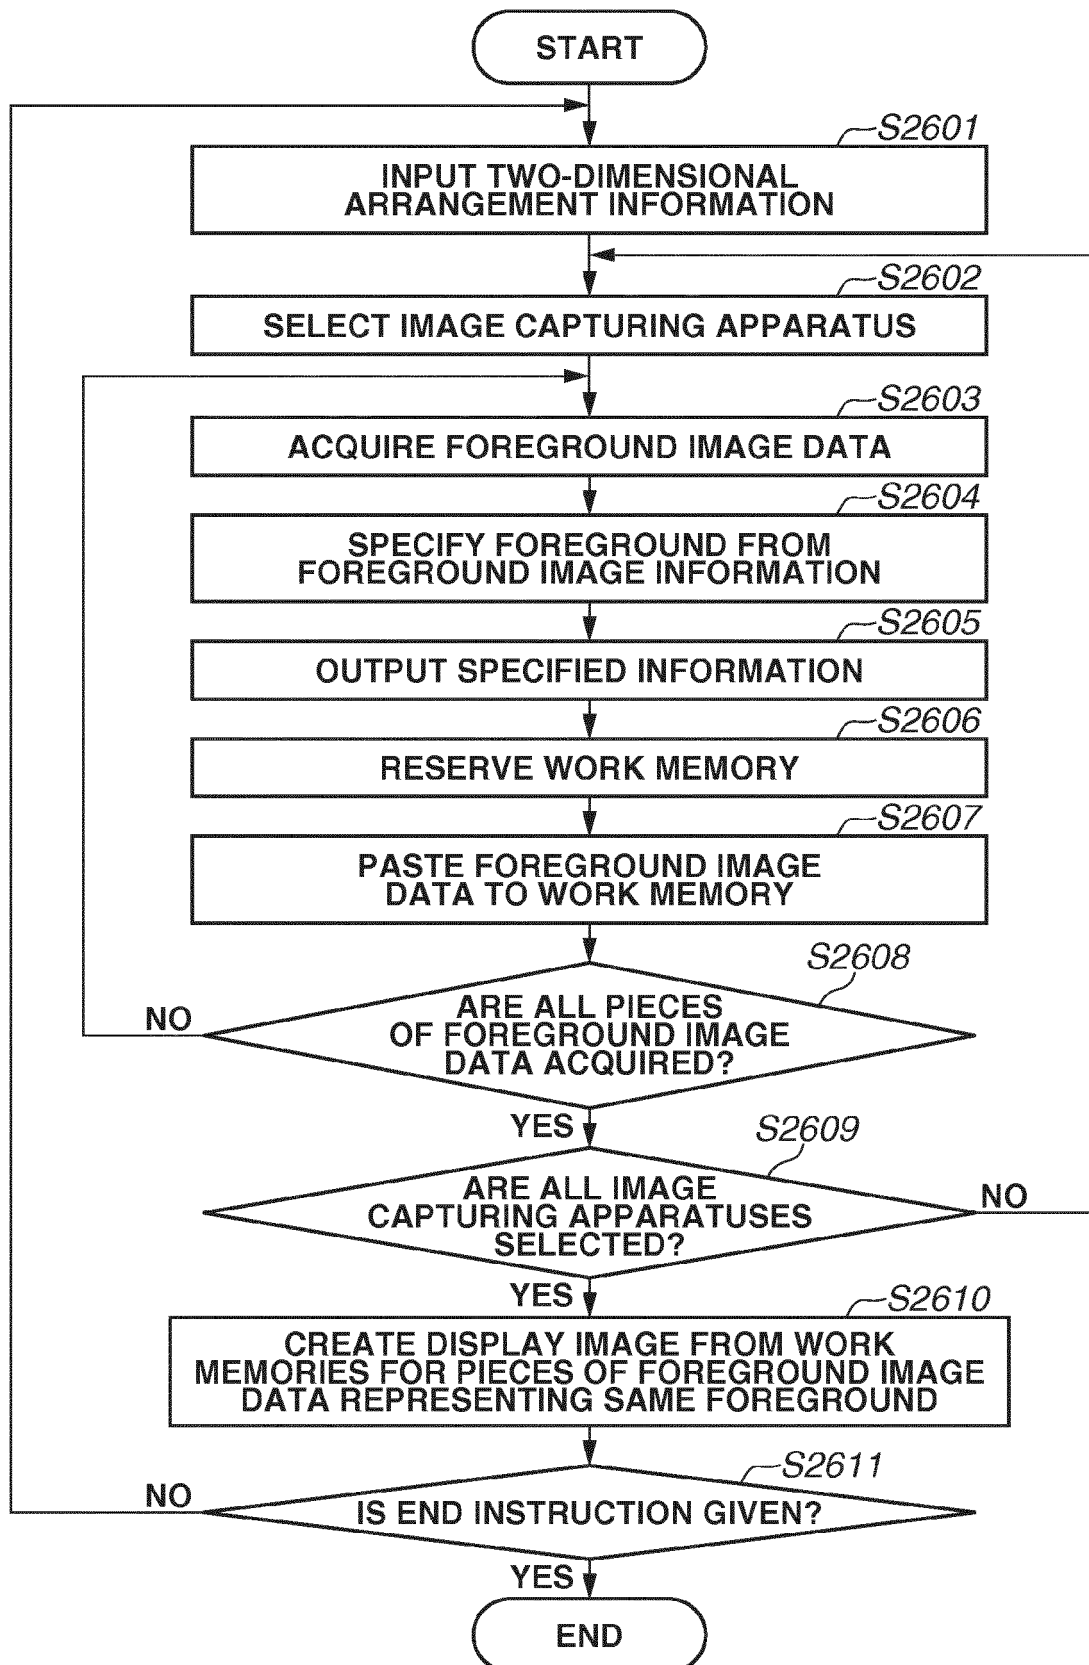 START
S2601
INPUT TWO-DIMENSIONAL
ARRANGEMENT INFORMATION
S2602
SELECT IMAGE CAPTURING APPARATUS
S2603
ACQUIRE FOREGROUND IMAGE DATA
S2604
SPECIFY FOREGROUND FROM
FOREGROUND IMAGE INFORMATION
S2605
OUTPUT SPECIFIED INFORMATION
S2606
RESERVE WORK MEMORY
S2607
PASTE FOREGROUND IMAGE
DATA TO WORK MEMORY
S2608
NO
ARE ALL PIECES
OF FOREGROUND IMAGE
DATA ACQUIRED?
YES
S2609
ARE ALL IMAGE
CAPTURING APPARATUSES
SELECTED?
NO
YES
S2610
CREATE DISPLAY IMAGE FROM WORK
MEMORIES FOR PIECES OF FOREGROUND IMAGE
DATA REPRESENTING SAME FOREGROUND
S2611
NO
IS END INSTRUCTION GIVEN?
YES
END